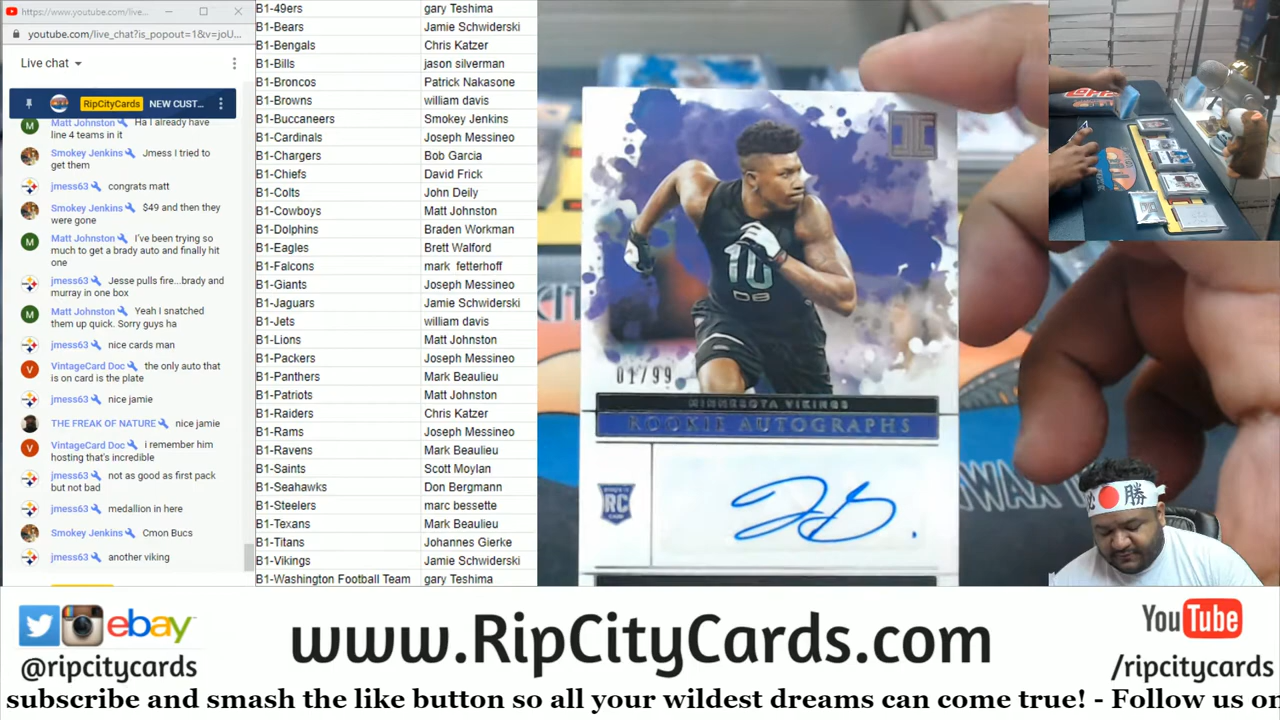 https://www.youtube.com/live...
youtube.com/live_chat?is_popout=1&v=joU...
Live chat
RipCityCards NEW CUST...
Matt Johnston Ha I already have
line 4 teams in it
Smokey Jenkins Jmess I tried to
get them
jmess63 congrats matt
Smokey Jenkins $49 and then they
were gone
Matt Johnston I've been trying so
much to get a brady auto and finally hit
one
jmess63 Jesse pulls fire...brady and
murray in one box
Matt Johnston Yeah I snatched
them up quick. Sorry guys ha
jmess63 nice cards man
VintageCard Doc the only auto that
is on card is the plate
jmess63 nice jamie
THE FREAK OF NATURE nice jamie
VintageCard Doc i remember him
hosting that's incredible
jmess63 not as good as first pack
but not bad
jmess63 medallion in here
Smokey Jenkins Cmon Bucs
jmess63 another viking
B1-49ers gary Teshima
B1-Bears Jamie Schwiderski
B1-Bengals Chris Katzer
B1-Bills jason silverman
B1-Broncos Patrick Nakasone
B1-Browns william davis
B1-Buccaneers Smokey Jenkins
B1-Cardinals Joseph Messineo
B1-Chargers Bob Garcia
B1-Chiefs David Frick
B1-Colts John Deily
B1-Cowboys Matt Johnston
B1-Dolphins Braden Workman
B1-Eagles Brett Walford
B1-Falcons mark fetterhoff
B1-Giants Joseph Messineo
B1-Jaguars Jamie Schwiderski
B1-Jets william davis
B1-Lions Matt Johnston
B1-Packers Joseph Messineo
B1-Panthers Mark Beaulieu
B1-Patriots Matt Johnston
B1-Raiders Chris Katzer
B1-Rams Joseph Messineo
B1-Ravens Mark Beaulieu
B1-Saints Scott Moylan
B1-Seahawks Don Bergmann
B1-Steelers marc bessette
B1-Texans Mark Beaulieu
B1-Titans Johannes Gierke
B1-Vikings Jamie Schwiderski
B1-Washington Football Team gary Teshima
10
DB
01/99
MINNESOTA VIKINGS
ROOKIE AUTOGRAPHS
RC
勝
ebay
@ripcitycards
www.RipCityCards.com
YouTube
/ripcitycards
subscribe and smash the like button so all your wildest dreams can come true! - Follow us on